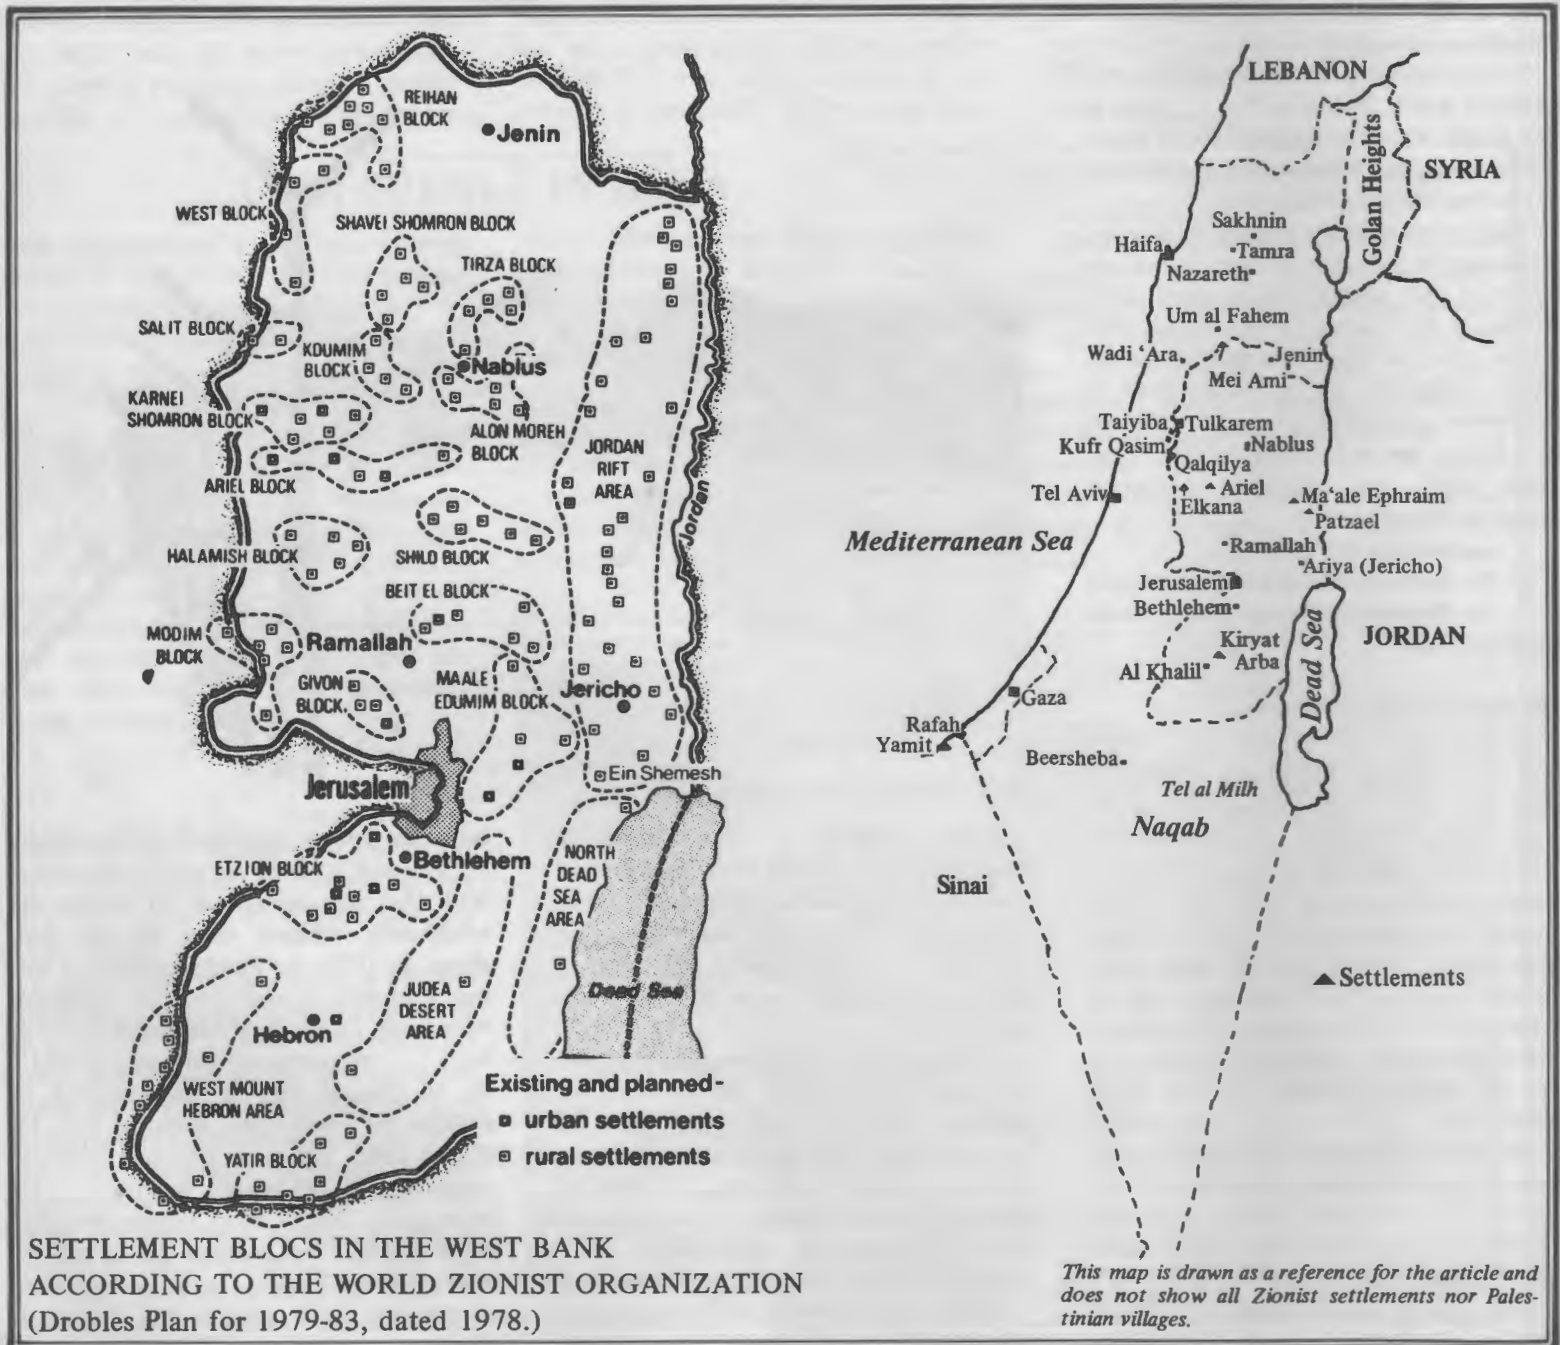 REIHAN
BLOCK
Jenin
WEST BLOCK
SHAVEI SHOMRON BLOCK
TIRZA BLOCK
SALIT BLOCK
KDUMIM
BLOCK
Nablus
KARNEI
SHOMRON BLOCK
ALON MOREH
BLOCK
JORDAN
RIFT
AREA
ARIEL BLOCK
Jordan
HALAMISH BLOCK
SHILO BLOCK
BEIT EL BLOCK
MODIM
BLOCK
Ramallah
GIVON
BLOCK
MAALE
EDUMIM BLOCK
Jericho
Jerusalem
Ein Shemesh
ETZION BLOCK
Bethlehem
NORTH
DEAD
SEA
AREA
JUDEA
DESERT
AREA
Dead Sea
Hebron
WEST MOUNT
HEBRON AREA
YATIR BLOCK
Existing and planned-
urban settlements
rural settlements
SETTLEMENT BLOCS IN THE WEST BANK
ACCORDING TO THE WORLD ZIONIST ORGANIZATION
(Drobles Plan for 1979-83, dated 1978.)
LEBANON
Golan Heights
SYRIA
Sakhnin
Haifa
Tamra
Nazareth
Um al Fahem
Wadi 'Ara
Jenin
Mei Ami
Taiyiba
Tulkarem
Kufr Qasim
Nablus
Qalqilya
Tel Aviv
Ariel
Elkana
Ma'ale Ephraim
Patzael
Mediterranean Sea
Ramallah
Ariya (Jericho)
Jerusalem
Bethlehem
Dead Sea
JORDAN
Kiryat
Arba
Al Khalil
Gaza
Rafah
Yamit
Beersheba
Tel al Milh
Naqab
Sinai
Settlements
This map is drawn as a reference for the article and
does not show all Zionist settlements nor Pales-
tinian villages.